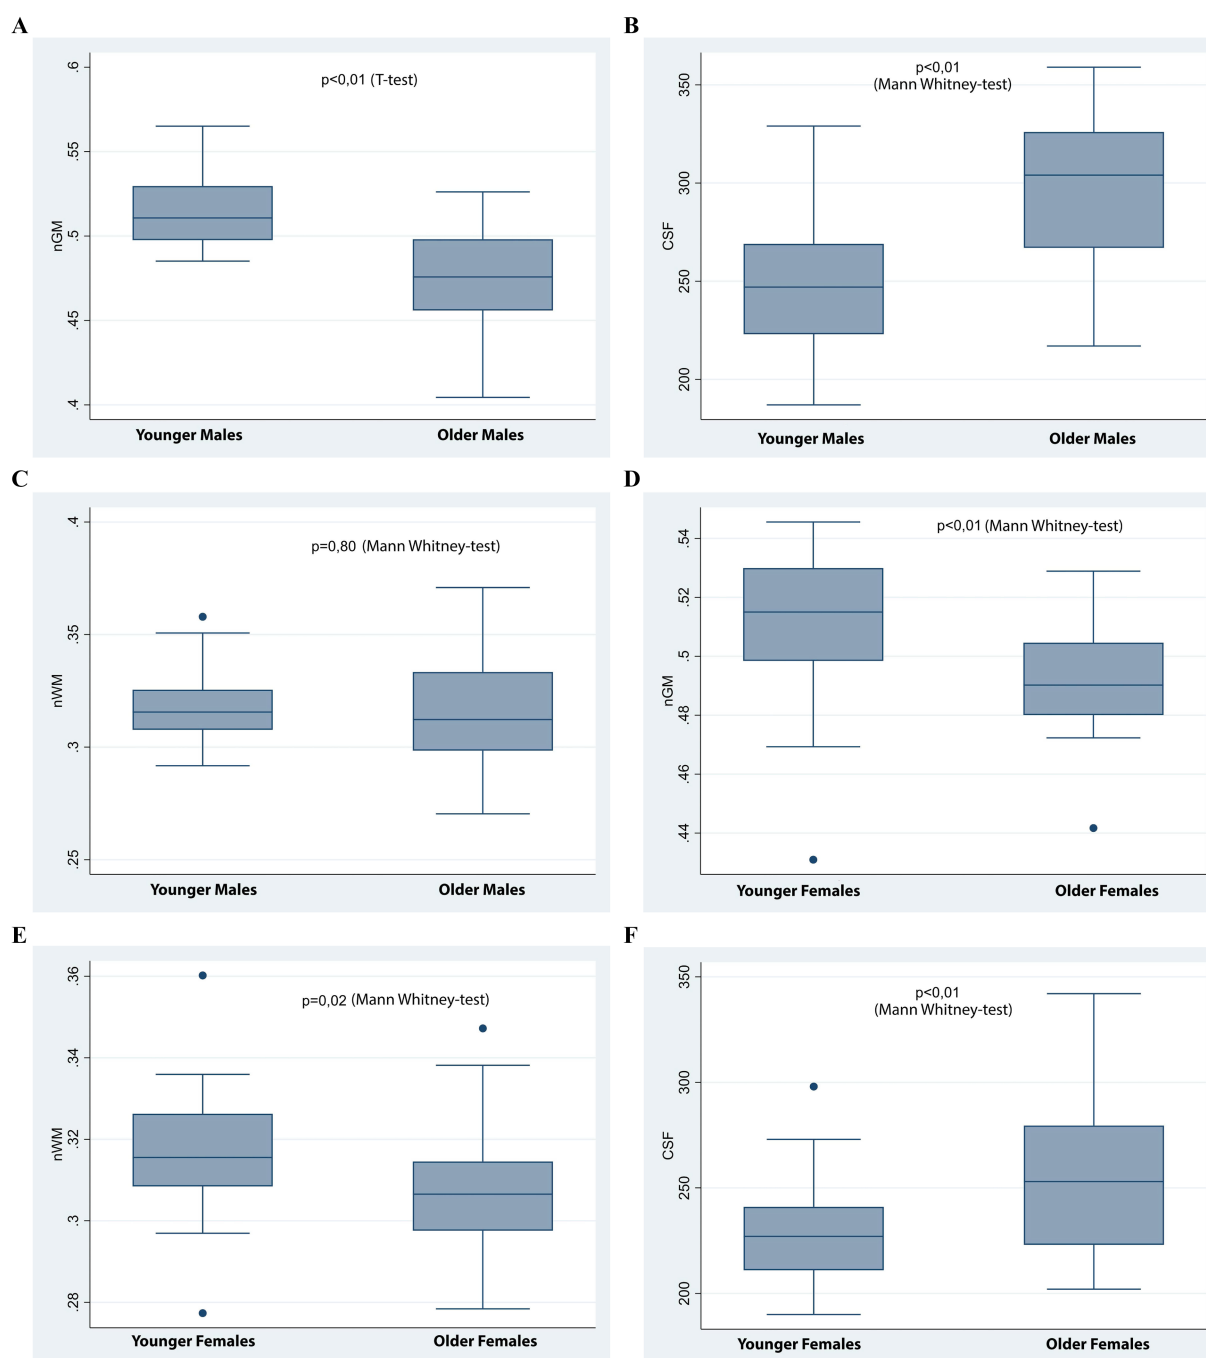 A
p<0,01 (T-test)
nGM
.6
.55
.5
.45
.4
Younger Males
Older Males
B
p<0,01
(Mann Whitney-test)
CSF
350
300
250
200
Younger Males
Older Males
C
p=0,80 (Mann Whitney-test)
nWM
.4
.35
.3
.25
Younger Males
Older Males
D
p<0,01 (Mann Whitney-test)
nGM
.54
.52
.5
.48
.46
.44
Younger Females
Older Females
E
p=0,02 (Mann Whitney-test)
nWM
.36
.34
.32
.3
.28
Younger Females
Older Females
F
p<0,01
(Mann Whitney-test)
CSF
350
300
250
200
Younger Females
Older Females